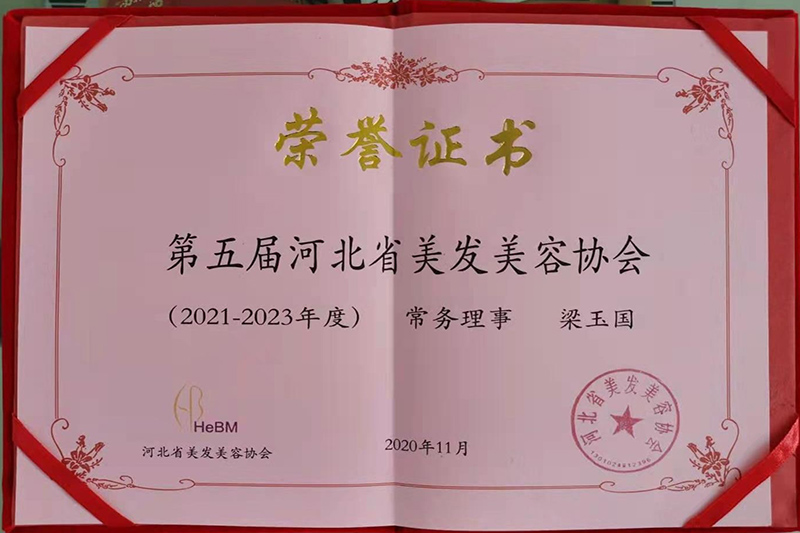 荣誉证书
第五届河北省美发美容协会
(2021-2023年度) 常务理事 梁玉国
HeBM
河北省美发美容协会
2020年11月
河北省美发美容协会